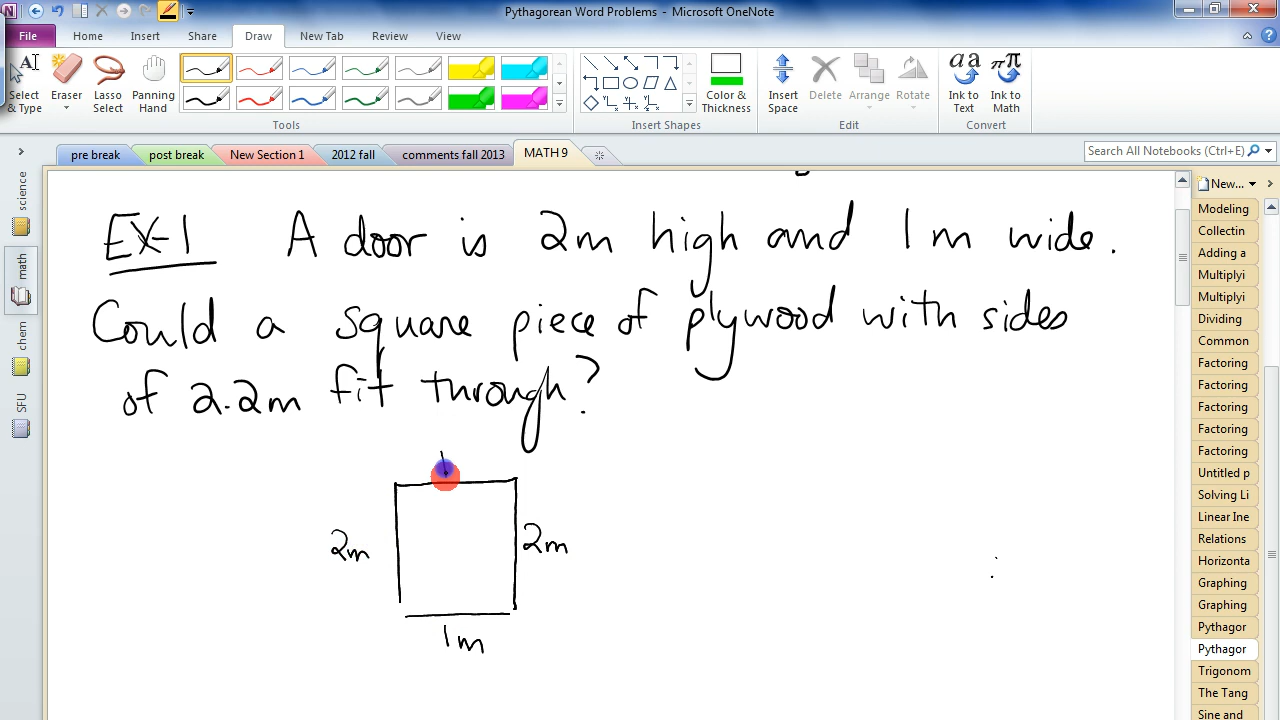 Pythagorean Word Problems - Microsoft OneNote
File Home Insert Share Draw New Tab Review View
Select & Type Eraser Lasso Select Panning Hand Color & Thickness Insert Space Delete Arrange Rotate Ink to Text Ink to Math
Tools Insert Shapes Edit Convert
pre break post break New Section 1 2012 fall comments fall 2013 MATH 9 Search All Notebooks (Ctrl+E)
science
math
chem
SFU
New...
Modeling
Collectin
Adding a
Multiplyi
Multiplyi
Dividing
Common
Factoring
Factoring
Factoring
Factoring
Factoring
Untitled p
Solving Li
Linear Ine
Relations
Horizonta
Graphing
Graphing
Pythagor
Pythagor
Trigonom
The Tang
Sine and
EX-1 A door is 2m high and 1m wide.
Could a square piece of plywood with sides
of 2.2m fit through?
2m 2m
1m